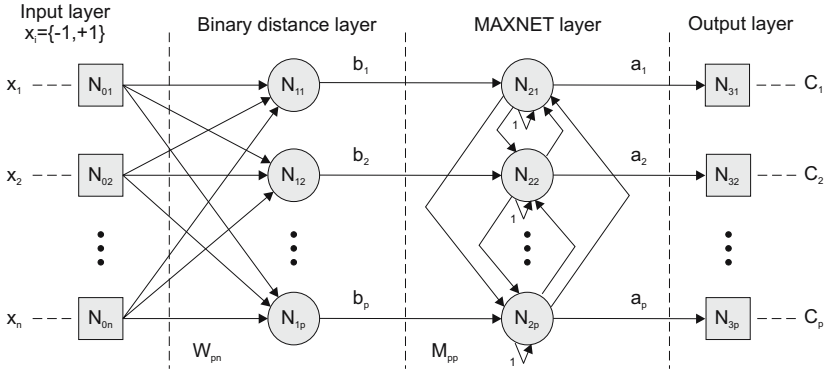 Input layer
xᵢ={-1,+1}
Binary distance layer
MAXNET layer
Output layer
x₁ N₀₁ N₁₁ b₁ N₂₁ a₁ N₃₁ C₁
1
x₂ N₀₂ N₁₂ b₂ N₂₂ a₂ N₃₂ C₂
1
xₙ N₀ₙ N₁ₚ bₚ N₂ₚ aₚ N₃ₚ Cₚ
1
Wₚₙ
Mₚₚ